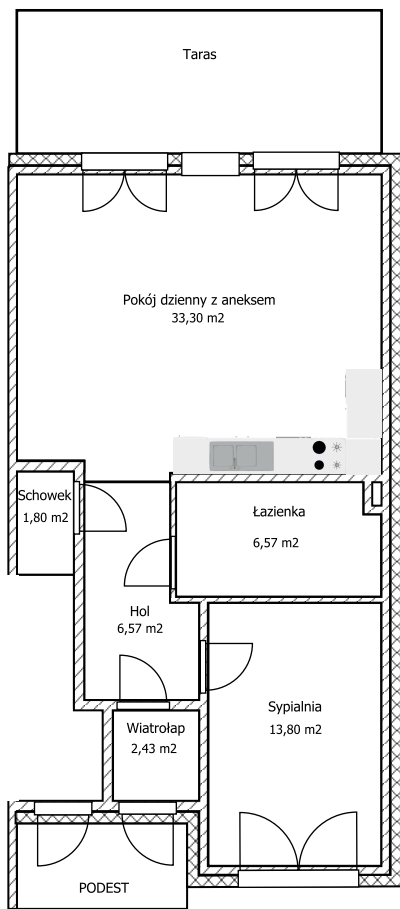 Taras
Pokój dzienny z aneksem
33,30 m2
Schowek
1,80 m2
Łazienka
6,57 m2
Hol
6,57 m2
Sypialnia
13,80 m2
Wiatrołap
2,43 m2
PODEST